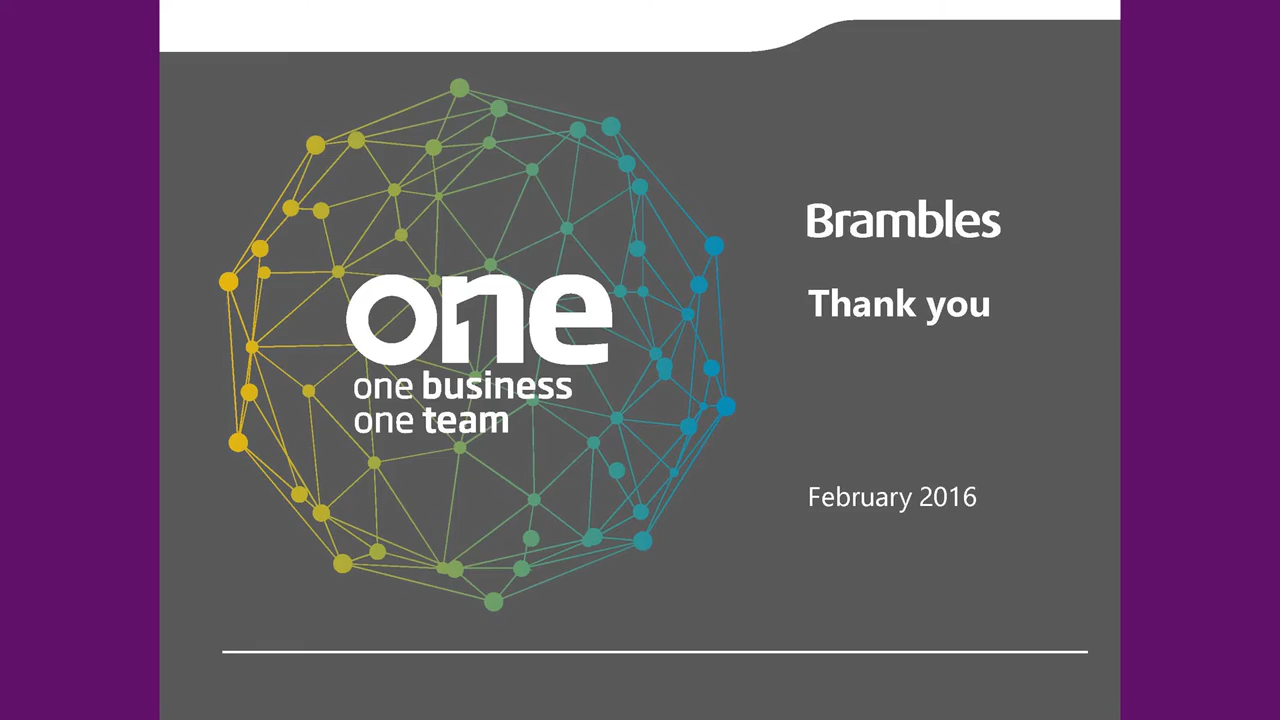 one
one business
one team
Brambles
Thank you
February 2016